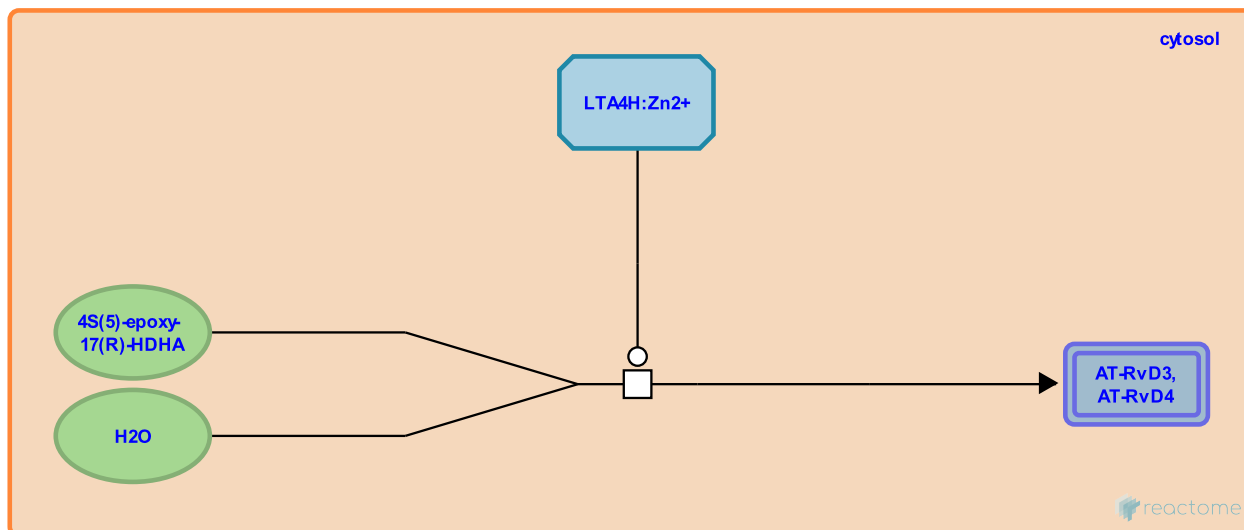 cytosol
LTA4H:Zn2+
4S(5)-epoxy-
17(R)-HDHA
H2O
AT-RvD3,
AT-RvD4
reactome